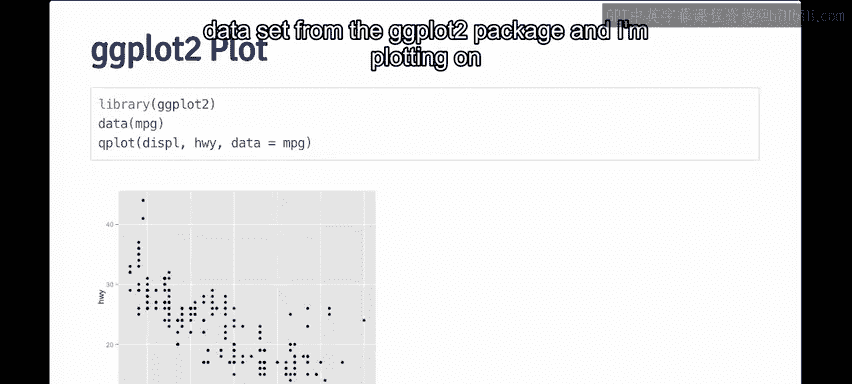 data set from the ggplot2 package and I'm
plotting on
ggplot2 Plot
library(ggplot2)
data(mpg)
qplot(displ, hwy, data = mpg)
40
30
hwy
20